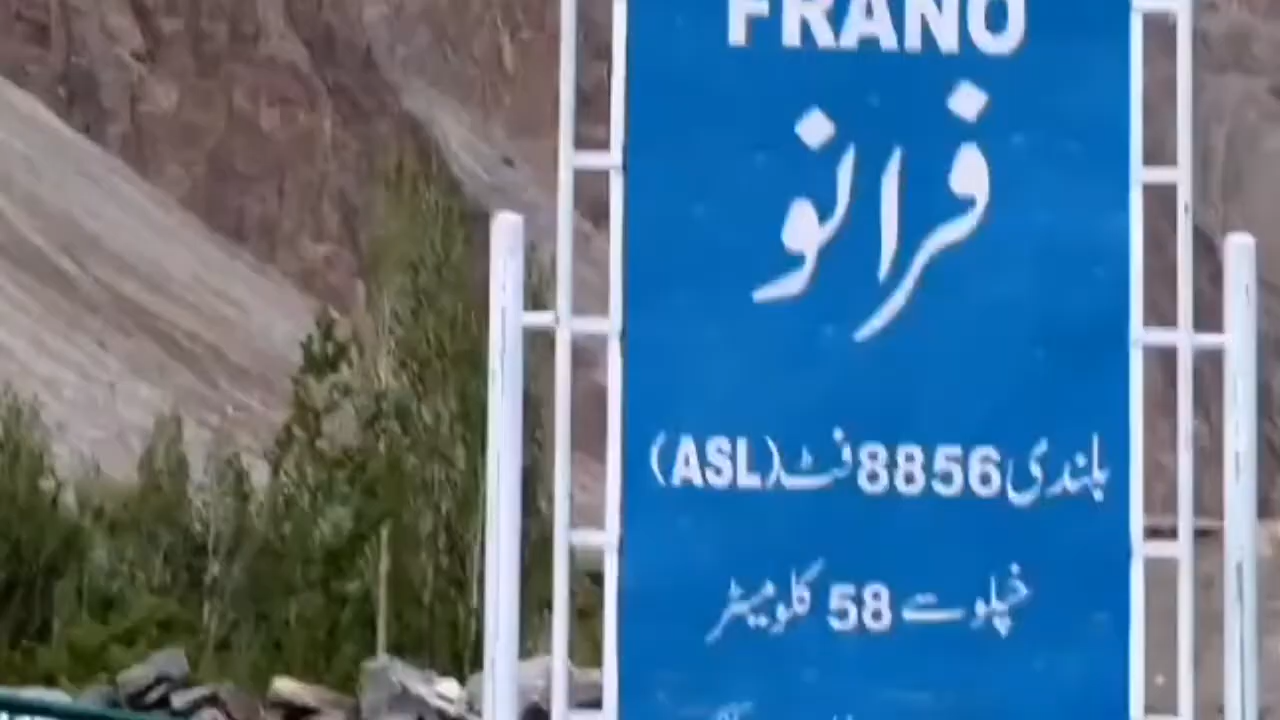 FRANO
فرانو
بلندی 8856 فٹ (ASL)
خپلو سے 58 کلومیٹر